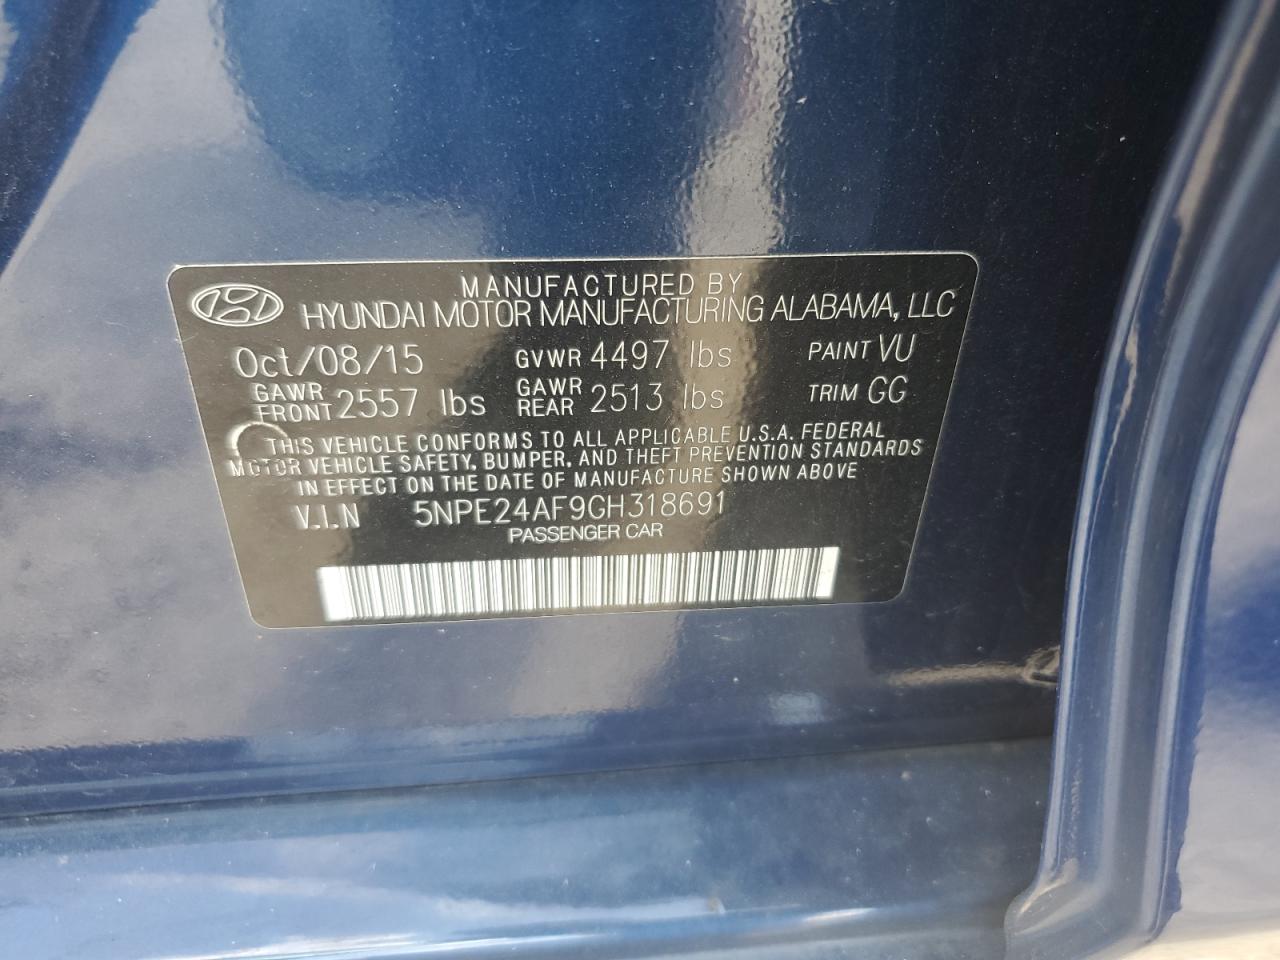 MANUFACTURED BY
HYUNDAI MOTOR MANUFACTURING ALABAMA, LLC
Oct/08/15 GVWR 4497 lbs PAINT VU
GAWR FRONT 2557 lbs GAWR REAR 2513 lbs TRIM GG
THIS VEHICLE CONFORMS TO ALL APPLICABLE U.S.A. FEDERAL
MOTOR VEHICLE SAFETY, BUMPER, AND THEFT PREVENTION STANDARDS
IN EFFECT ON THE DATE OF MANUFACTURE SHOWN ABOVE
V.I.N 5NPE24AF9GH318691
PASSENGER CAR